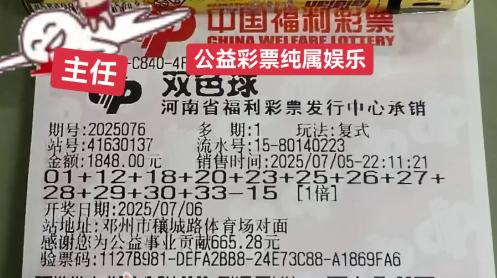 中国福利彩票
CHINA WELFARE LOTTERY
主任
公益彩票纯属娱乐
双色球
河南省福利彩票发行中心承销
期号:2025076 多 期:1 玩法:复式
站号:41630137 流水号:15-80140223
金额:1848.00元 销售时间:2025/07/05-22:11:21
01+12+18+20+23+25+26+27+
28+29+30+33-15 [1倍]
开奖日期:2025/07/06
站地址:邓州市穰城路体育场对面
感谢您为公益事业贡献665.28元
验票码:1127B981-DEFA2BB8-24E73C88-A1869FA6